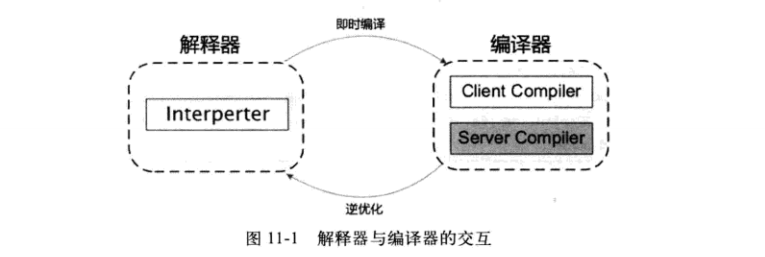 即时编译
解释器
编译器
Interperter
Client Compiler
Server Compiler
逆优化
图 11-1 解释器与编译器的交互